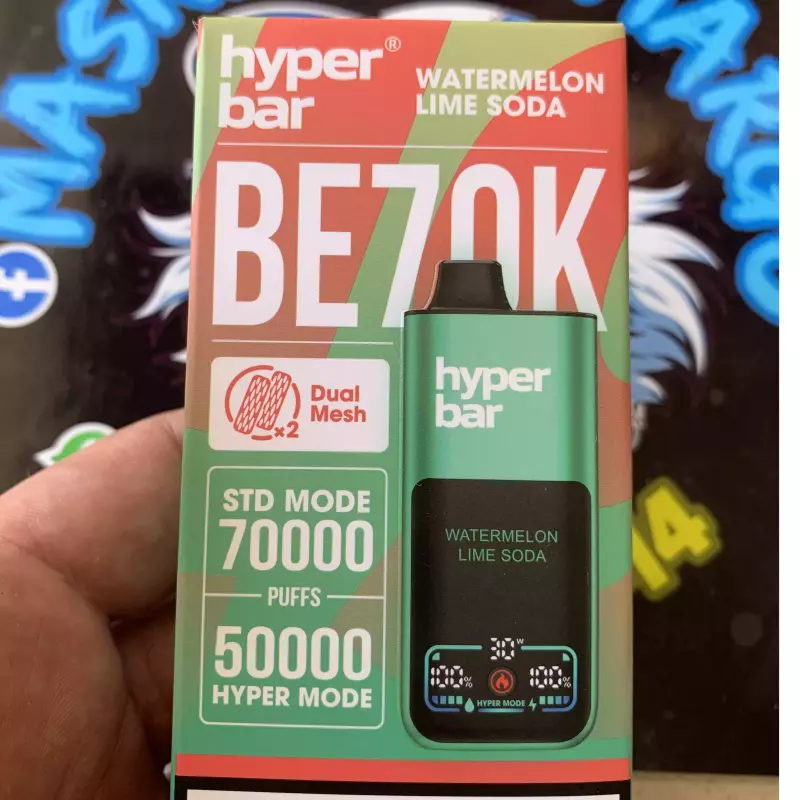 hyper®
bar
WATERMELON
LIME SODA
BE70K
Dual
Mesh
×2
STD MODE
70000
PUFFS
50000
HYPER MODE
hyper
bar
WATERMELON
LIME SODA
30W
100%
100%
HYPER MODE